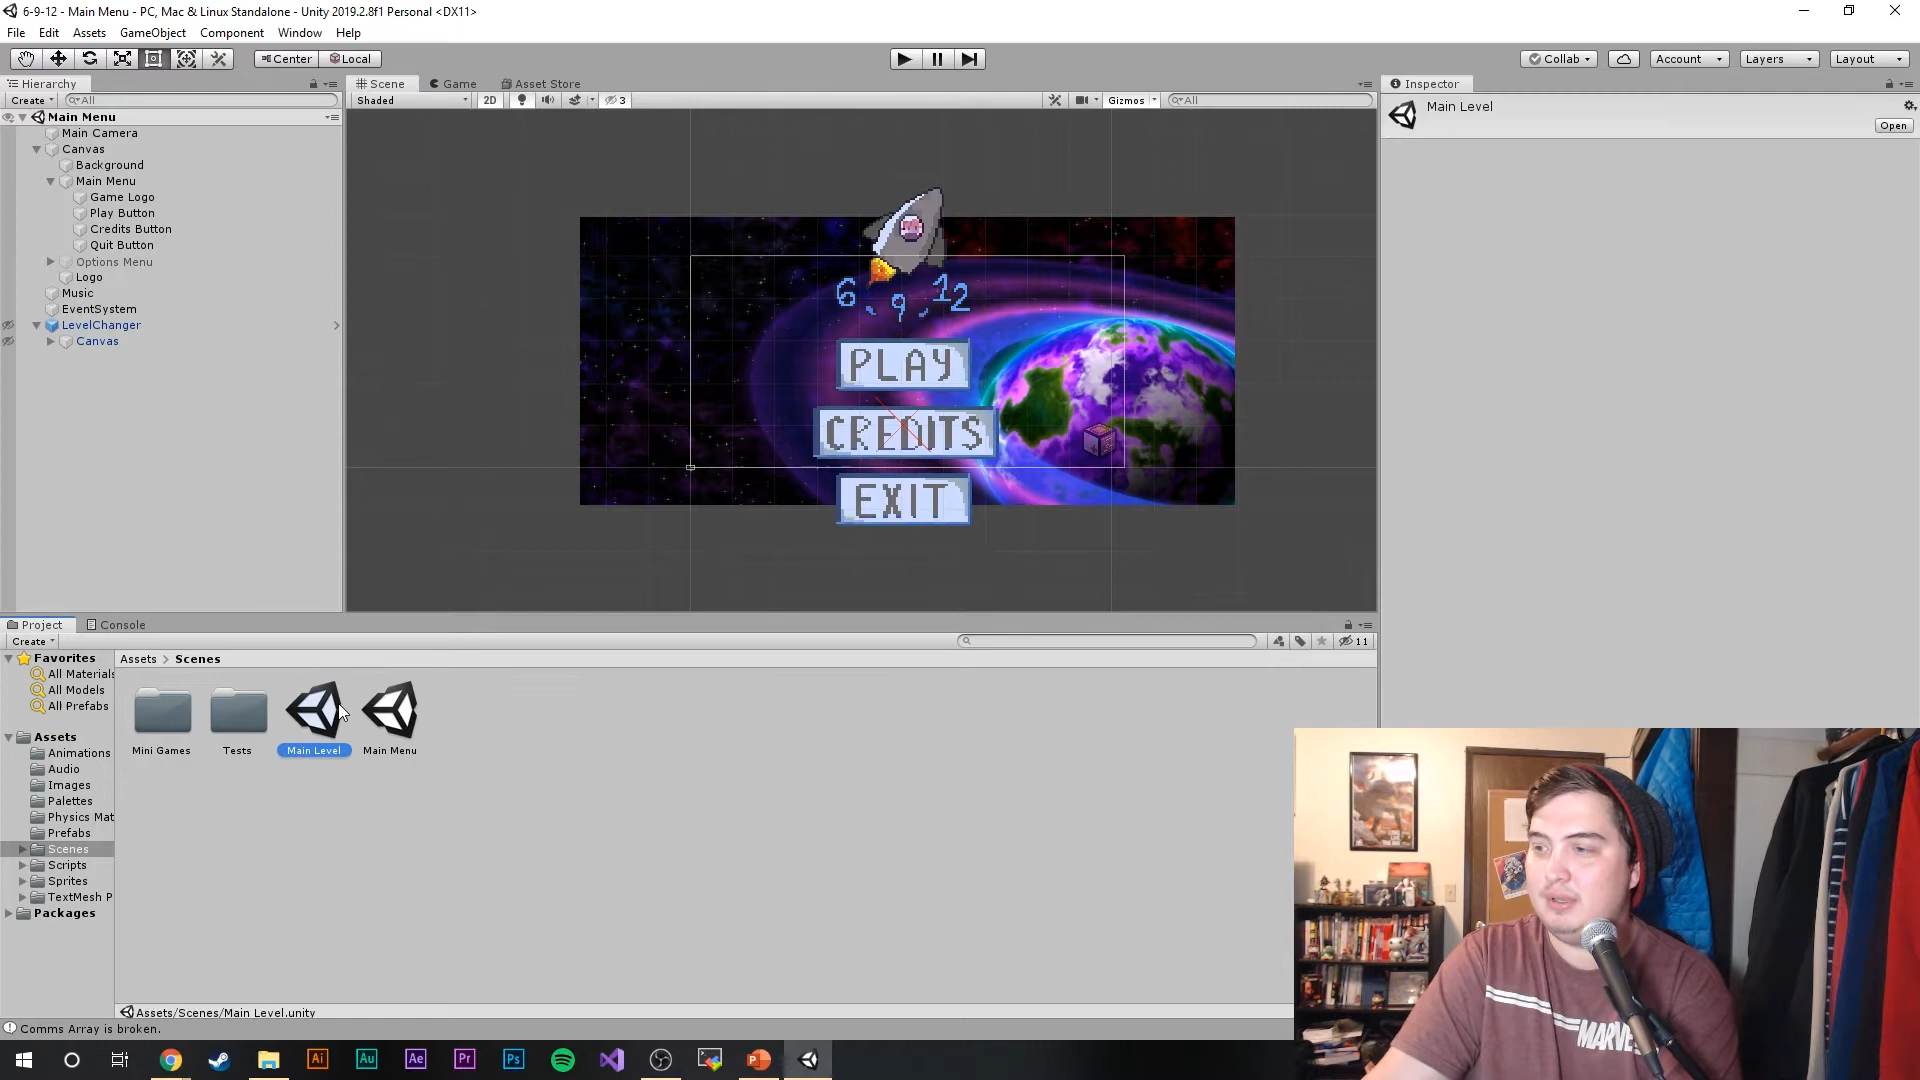 6-9-12 - Main Menu - PC, Mac & Linux Standalone - Unity 2019.2.8f1 Personal <DX11>
File Edit Assets GameObject Component Window Help
Center Local
Collab Account Layers Layout
Hierarchy
Scene Game Asset Store
Inspector
Create All
Shaded 2D 3 Gizmos All
Main Level
Open
Main Menu
Main Camera
Canvas
Background
Main Menu
Game Logo
Play Button
Credits Button
Quit Button
Options Menu
Logo
Music
EventSystem
LevelChanger
Canvas
6, 9, 12
PLAY
CREDITS
EXIT
Project Console
Create
11
Favorites
All Materials
All Models
All Prefabs
Assets
Animations
Audio
Images
Palettes
Physics Mat
Prefabs
Scenes
Scripts
Sprites
TextMesh P
Packages
Assets > Scenes
Mini Games
Tests
Main Level
Main Menu
Assets/Scenes/Main Level.unity
Comms Array is broken.
Ai Au Ae Pr Ps
MARVEL